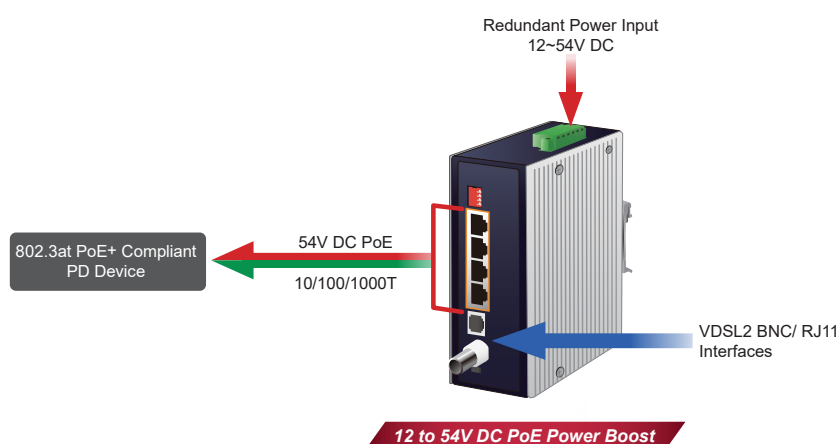 Redundant Power Input
12~54V DC
802.3at PoE+ Compliant
PD Device
54V DC PoE
10/100/1000T
VDSL2 BNC/ RJ11
Interfaces
12 to 54V DC PoE Power Boost